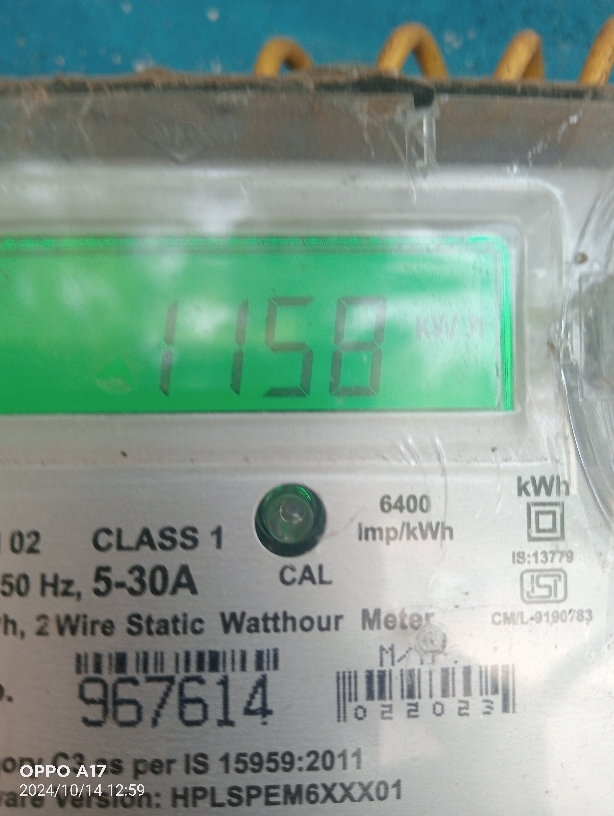 1158 kWh
kWh
6400
imp/kWh
02 CLASS 1
IS:13779
50 Hz, 5-30A
CAL
ISI
CM/L-9190783
2 Wire Static Watthour Meter
967614
022023
as per IS 15959:2011
Version: HPLSPEM6XXX01
OPPO A17
2024/10/14 12:59